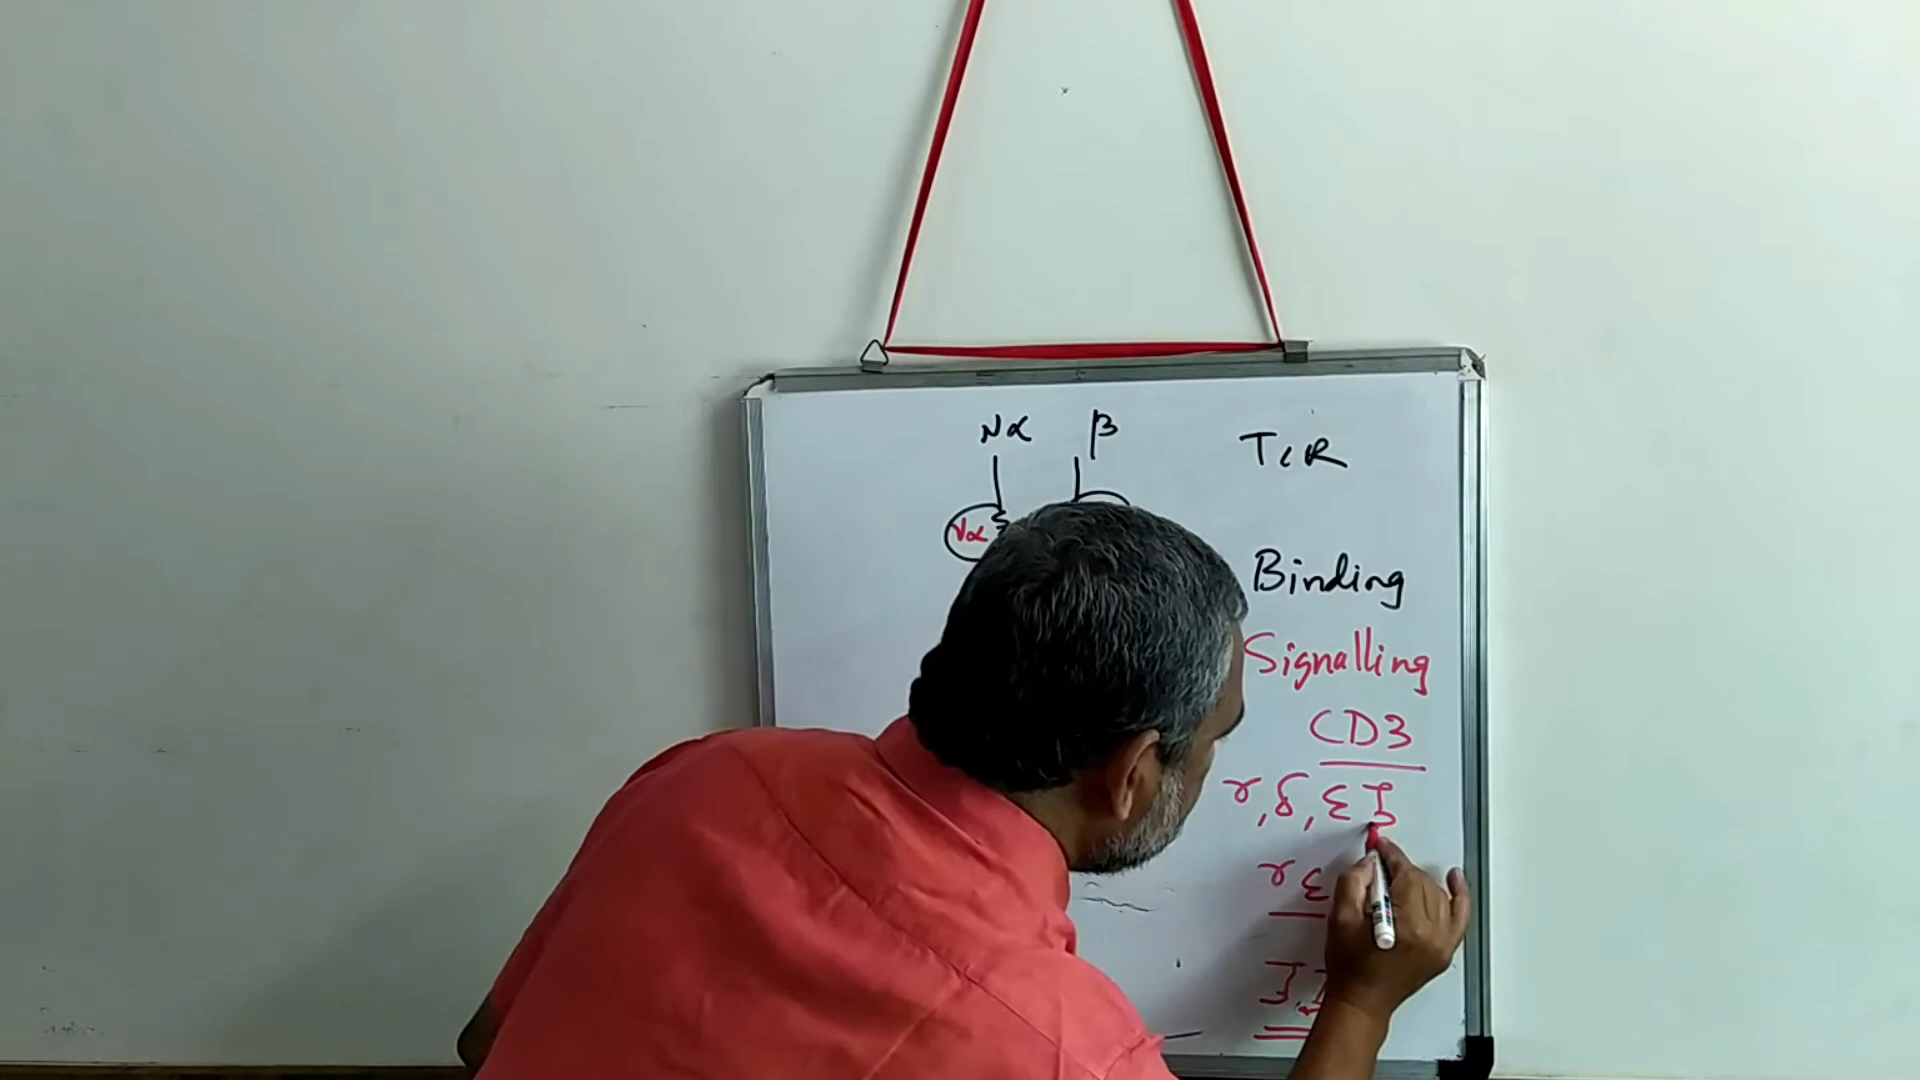 Nα β
TCR
Vα
Binding
Signalling
CD3
γ, δ, ε ζ
γε
ζ,ζ